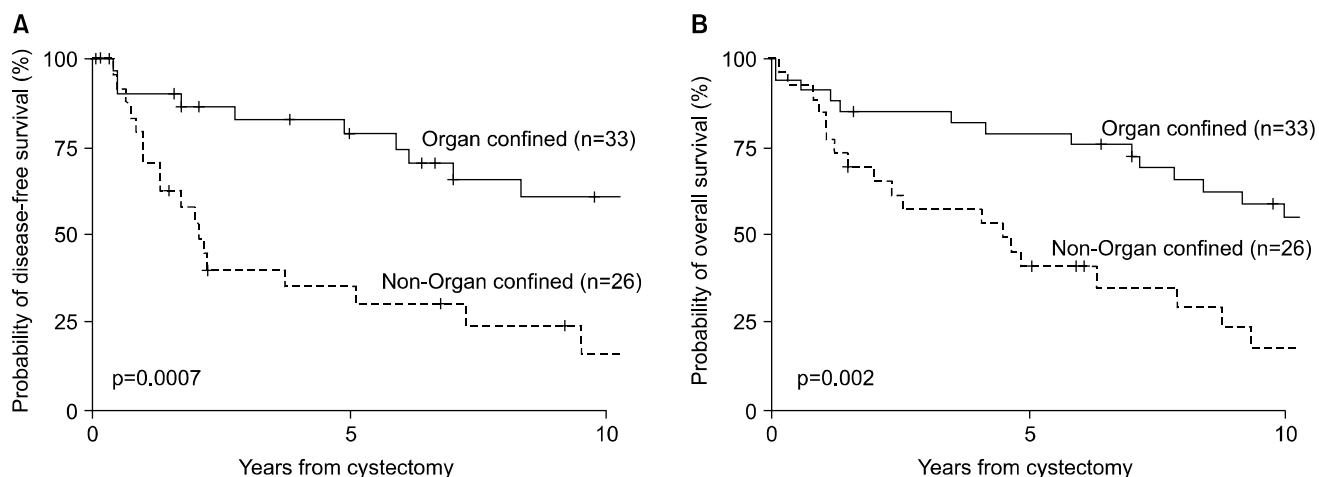 A
Probability of disease-free survival (%)
100
75
50
25
0
Organ confined (n=33)
Non-Organ confined (n=26)
p=0.0007
0 5 10
Years from cystectomy
B
Probability of overall survival (%)
100
75
50
25
0
Organ confined (n=33)
Non-Organ confined (n=26)
p=0.002
0 5 10
Years from cystectomy